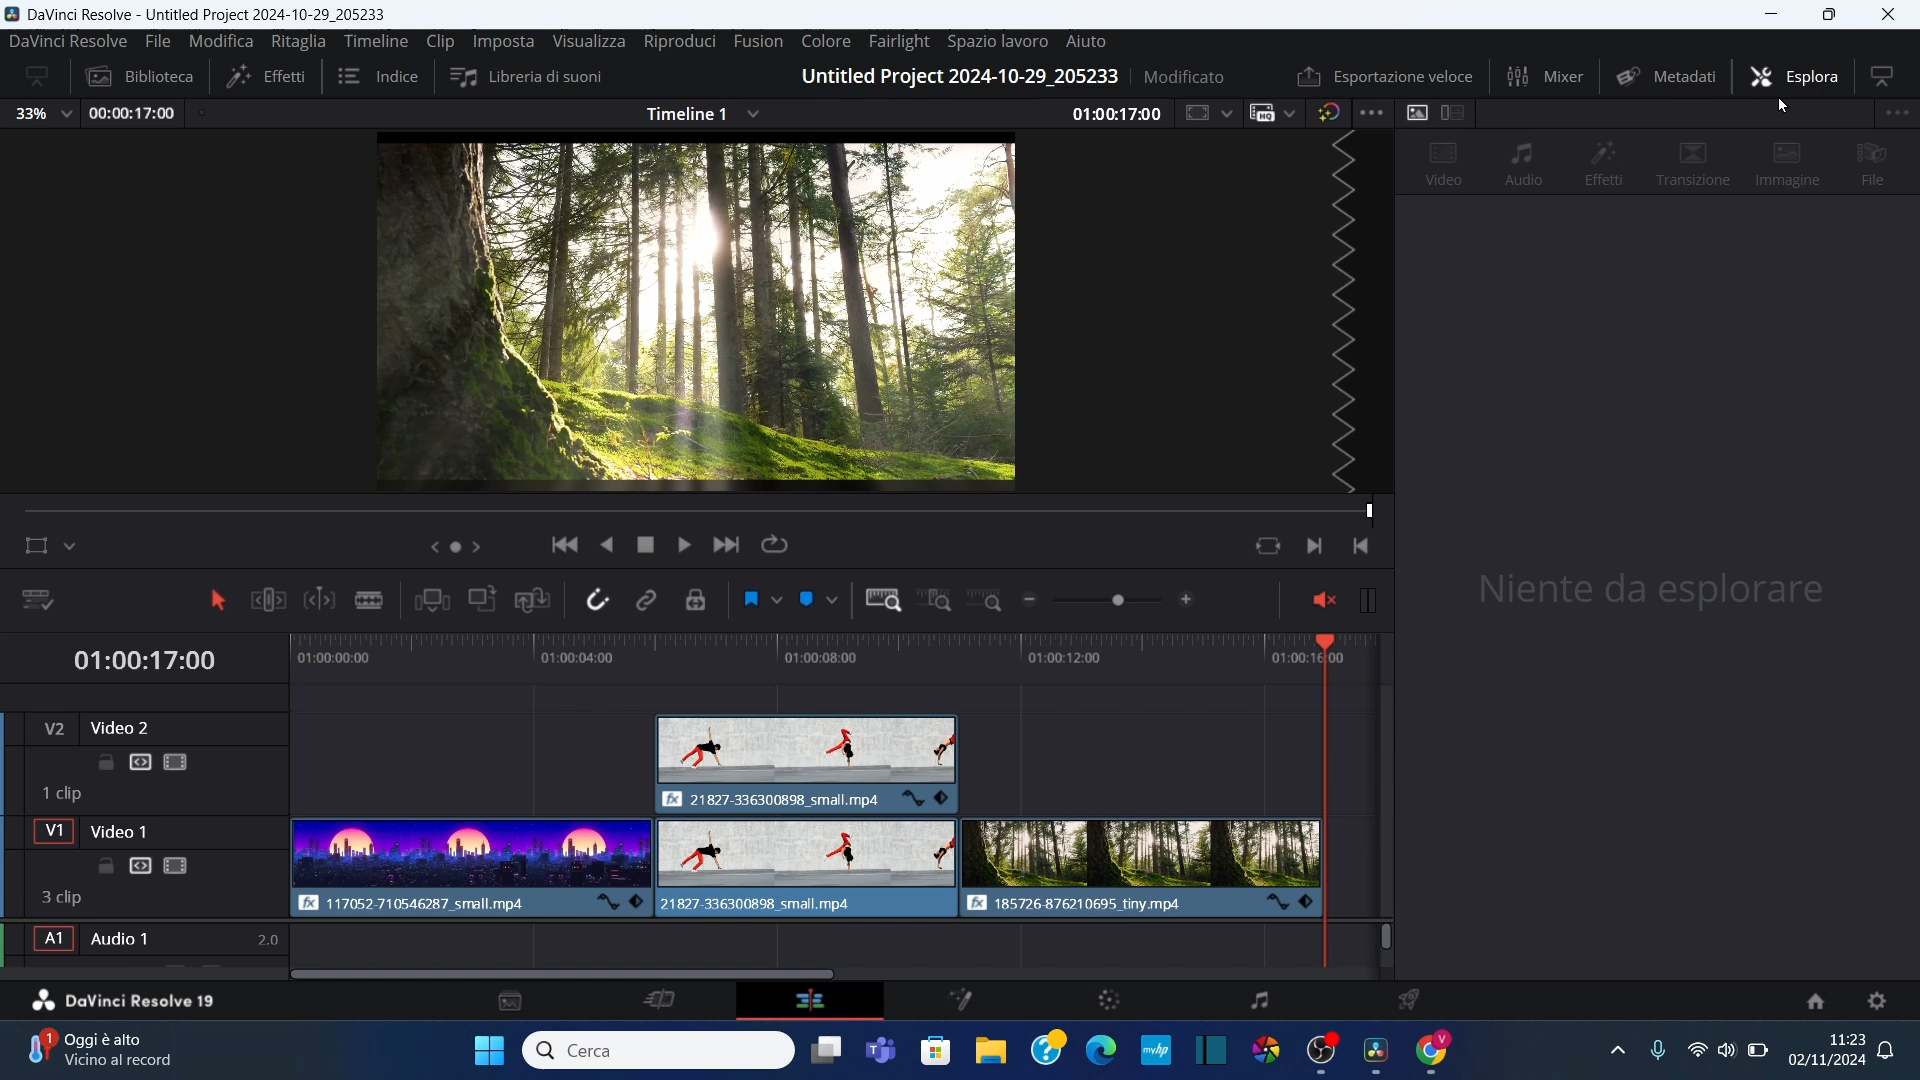 DaVinci Resolve - Untitled Project 2024-10-29_205233
DaVinci Resolve File Modifica Ritaglia Timeline Clip Imposta Visualizza Riproduci Fusion Colore Fairlight Spazio lavoro Aiuto
Biblioteca Effetti Indice Libreria di suoni Untitled Project 2024-10-29_205233 Modificato Esportazione veloce Mixer Metadati Esplora
33% 00:00:17:00 Timeline 1 01:00:17:00 HQ
Video Audio Effetti Transizione Immagine File
Niente da esplorare
01:00:17:00 01:00:00:00 01:00:04:00 01:00:08:00 01:00:12:00 01:00:16:00
V2 Video 2
1 clip
fx 21827-336300898_small.mp4
V1 Video 1
3 clip
fx 117052-710546287_small.mp4 21827-336300898_small.mp4 fx 185726-876210695_tiny.mp4
A1 Audio 1 2.0
DaVinci Resolve 19
1 Oggi è alto
Vicino al record
Cerca
myhp
V
11:23
02/11/2024